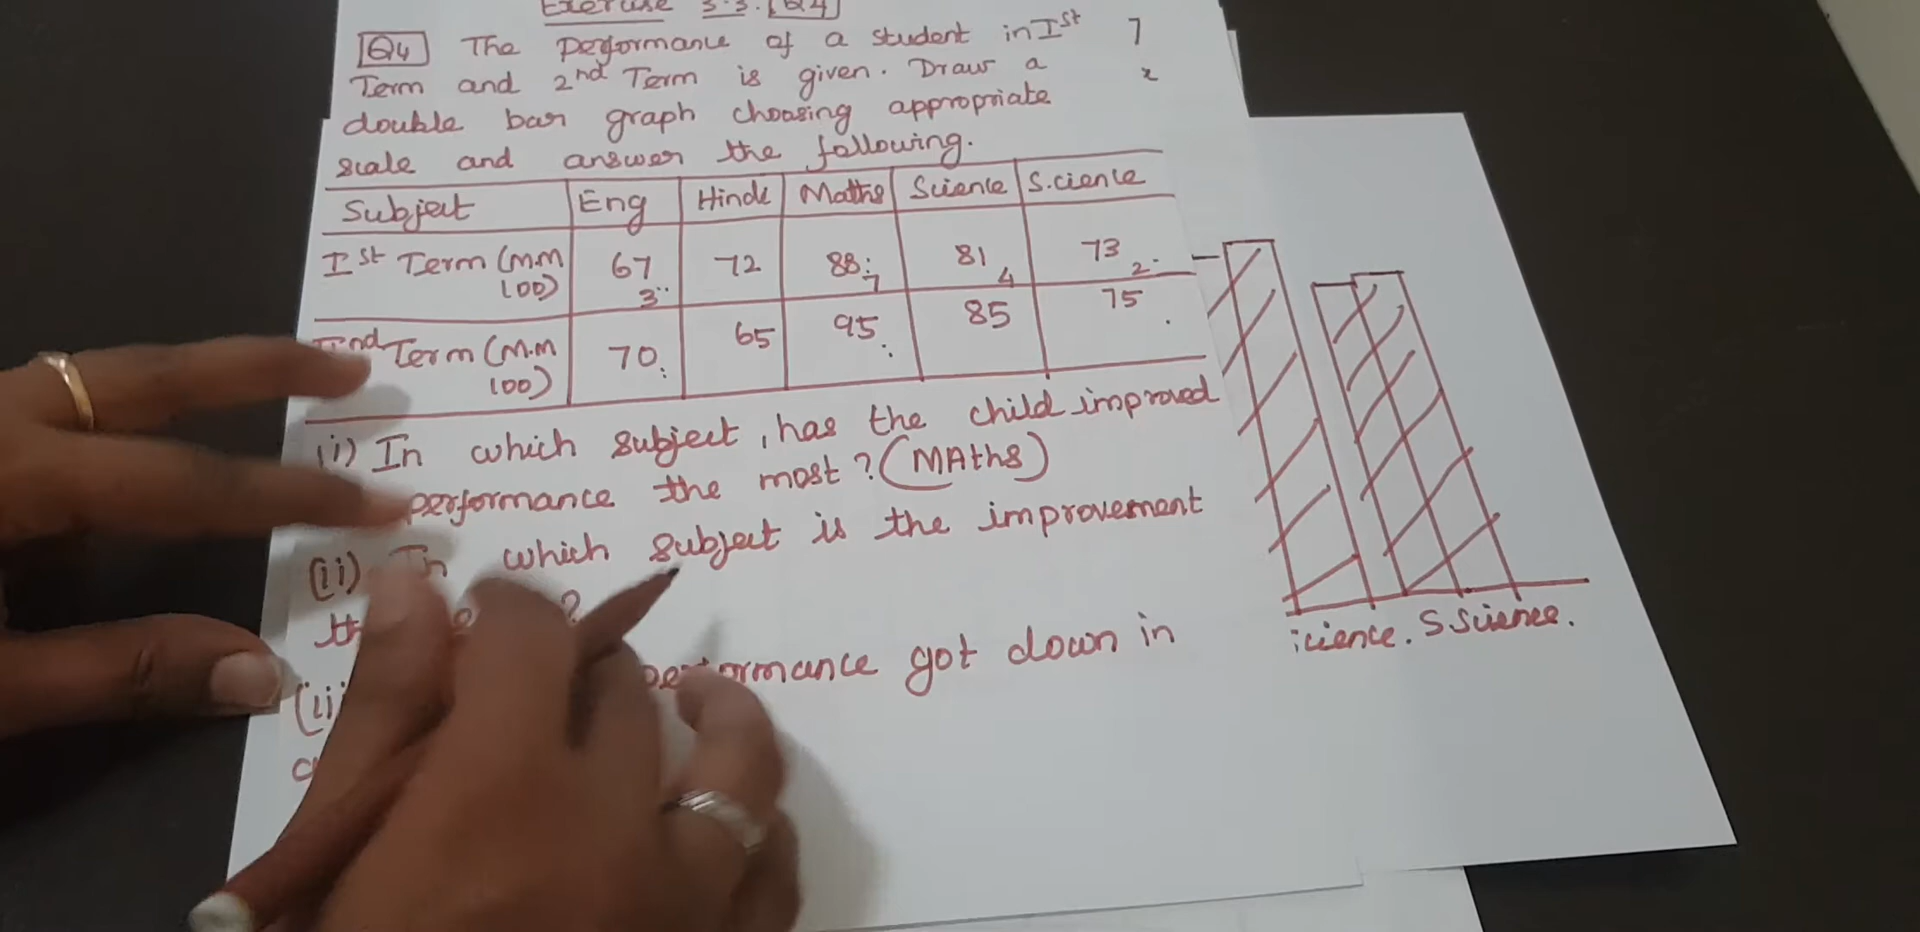 Exercise 3.3. Q4
Q4 The performance of a student in Ist
Term and 2nd Term is given. Draw a
double bar graph choosing appropriate
scale and answer the following.
Subject Eng Hindi Maths Science S.cience
Ist Term (M.M 100) 67 72 88 81 73
3 7 4 2
IInd Term (M.M 100) 70 65 95 85 75
(i) In which subject, has the child improved
performance the most? (MAths)
(ii) In which subject is the improvement
?
performance got down in
icience. S Science.